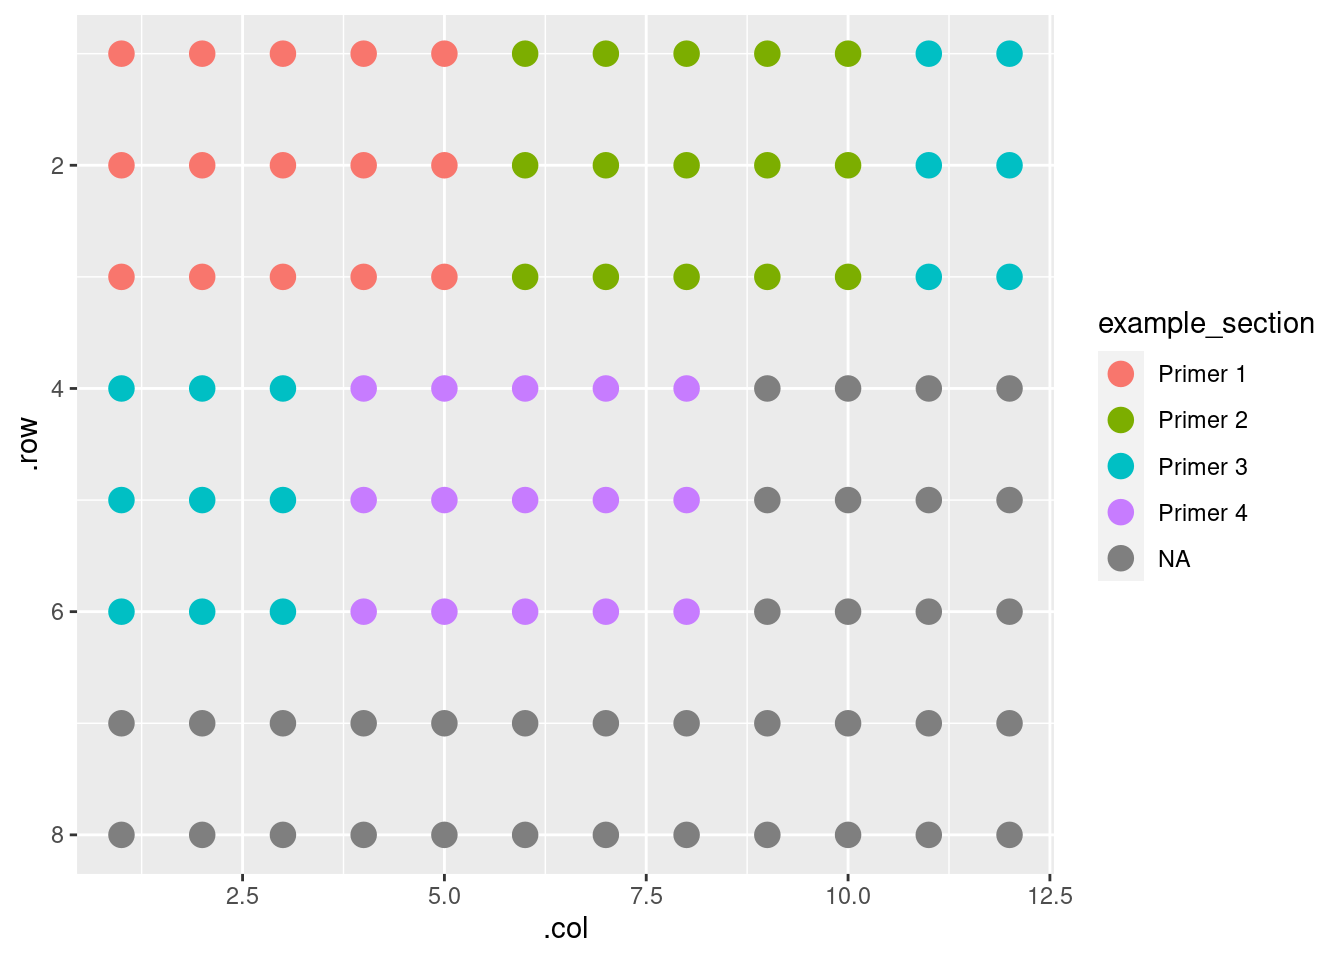 2
4
6
8
.row
2.5
5.0
7.5
10.0
12.5
.col
example_section
Primer 1
Primer 2
Primer 3
Primer 4
NA